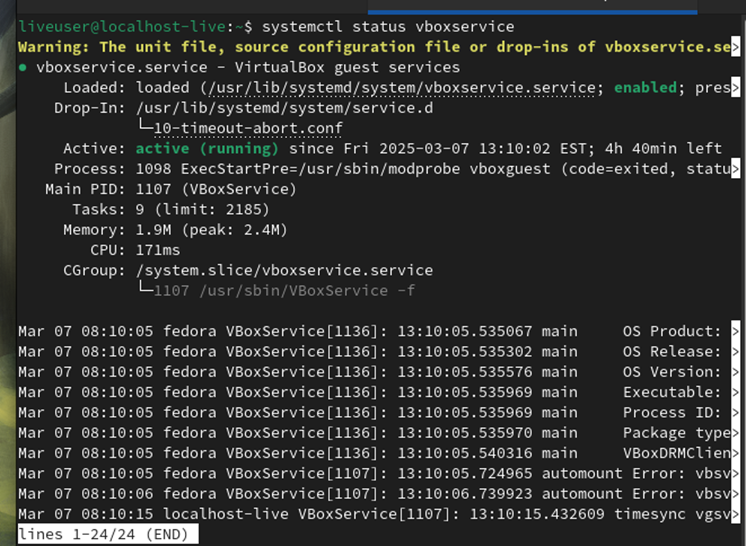 liveuser@localhost-live:~$ systemctl status vboxservice
Warning: The unit file, source configuration file or drop-ins of vboxservice.se>
● vboxservice.service - VirtualBox guest services
     Loaded: loaded (/usr/lib/systemd/system/vboxservice.service; enabled; pres>
    Drop-In: /usr/lib/systemd/system/service.d
             └─10-timeout-abort.conf
     Active: active (running) since Fri 2025-03-07 13:10:02 EST; 4h 40min left
    Process: 1098 ExecStartPre=/usr/sbin/modprobe vboxguest (code=exited, statu>
   Main PID: 1107 (VBoxService)
      Tasks: 9 (limit: 2185)
     Memory: 1.9M (peak: 2.4M)
        CPU: 171ms
     CGroup: /system.slice/vboxservice.service
             └─1107 /usr/sbin/VBoxService -f

Mar 07 08:10:05 fedora VBoxService[1136]: 13:10:05.535067 main     OS Product: >
Mar 07 08:10:05 fedora VBoxService[1136]: 13:10:05.535302 main     OS Release: >
Mar 07 08:10:05 fedora VBoxService[1136]: 13:10:05.535576 main     OS Version: >
Mar 07 08:10:05 fedora VBoxService[1136]: 13:10:05.535969 main     Executable: >
Mar 07 08:10:05 fedora VBoxService[1136]: 13:10:05.535969 main     Process ID: >
Mar 07 08:10:05 fedora VBoxService[1136]: 13:10:05.535970 main     Package type>
Mar 07 08:10:05 fedora VBoxService[1136]: 13:10:05.540316 main     VBoxDRMClien>
Mar 07 08:10:05 fedora VBoxService[1107]: 13:10:05.724965 automount Error: vbsv>
Mar 07 08:10:06 fedora VBoxService[1107]: 13:10:06.739923 automount Error: vbsv>
Mar 07 08:10:15 localhost-live VBoxService[1107]: 13:10:15.432609 timesync vgsv>
lines 1-24/24 (END)